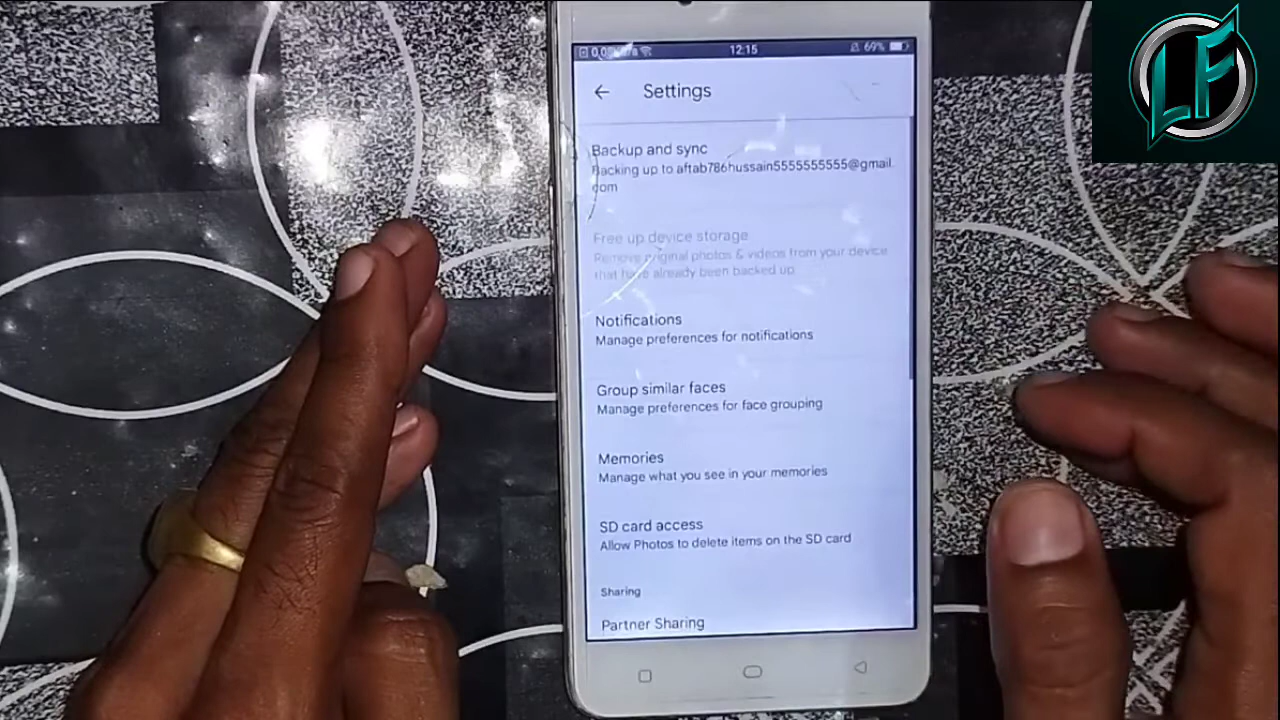 12:15
69%
Settings
LF
Backup and sync
Backing up to aftab786hussain5555555555@gmail.
com
Free up device storage
Remove original photos & videos from your device
that have already been backed up
Notifications
Manage preferences for notifications
Group similar faces
Manage preferences for face grouping
Memories
Manage what you see in your memories
SD card access
Allow Photos to delete items on the SD card
Sharing
Partner Sharing